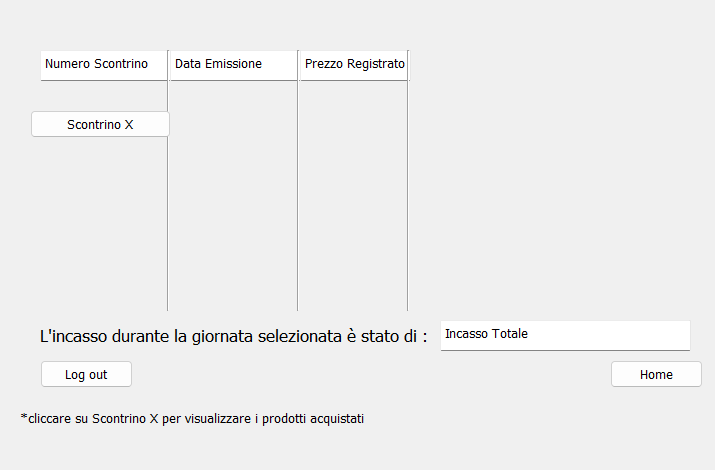 Numero Scontrino Data Emissione Prezzo Registrato
Scontrino X
L'incasso durante la giornata selezionata è stato di : Incasso Totale
Log out Home
*cliccare su Scontrino X per visualizzare i prodotti acquistati